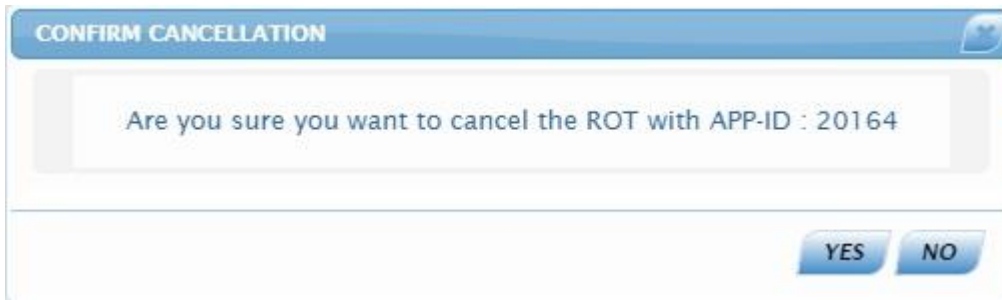 CONFIRM CANCELLATION
Are you sure you want to cancel the ROT with APP-ID : 20164
YES NO